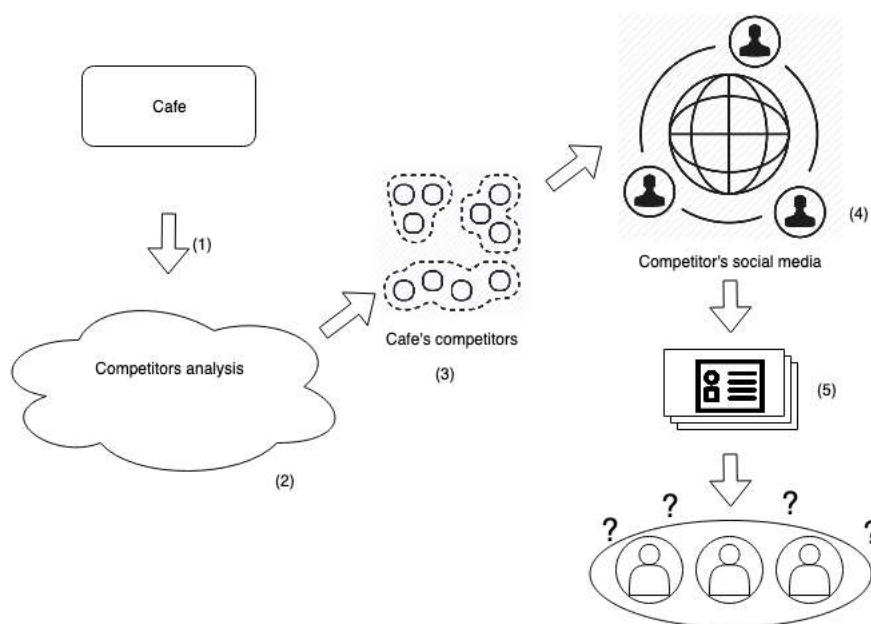 Cafe
(1)
Competitors analysis
(2)
Cafe's competitors
(3)
(4)
Competitor's social media
(5)
? ? ? ?